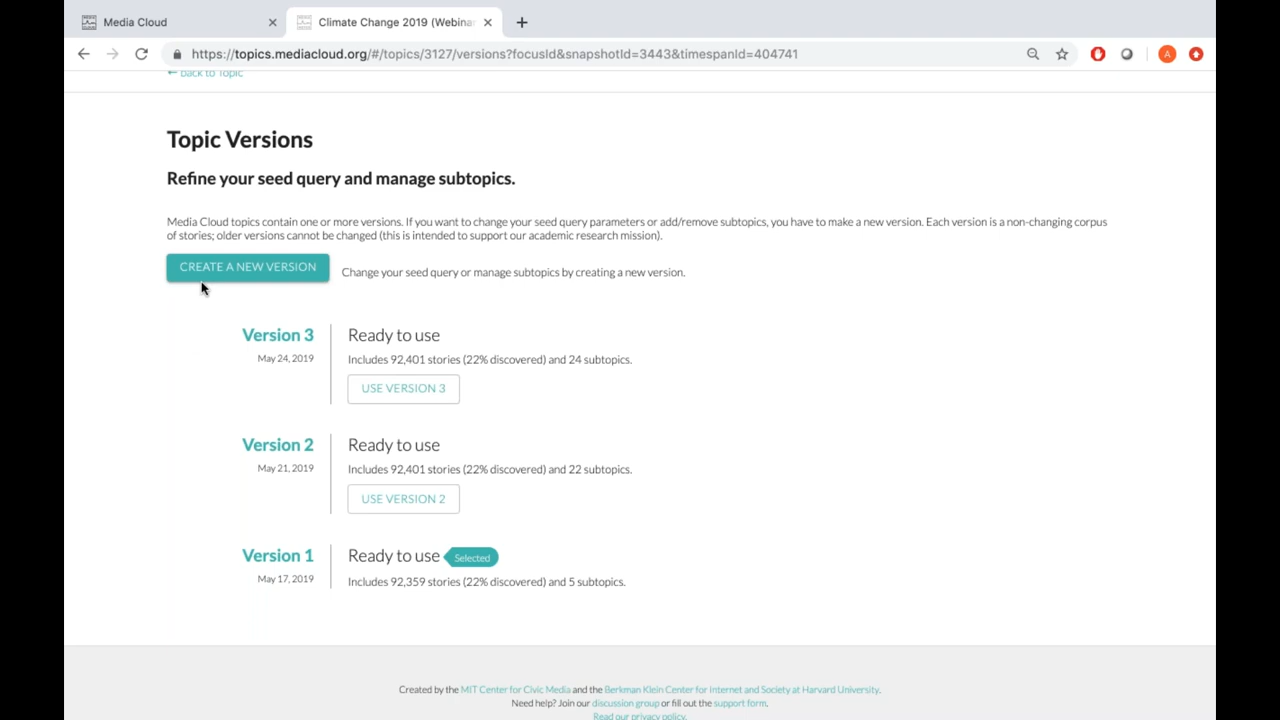 Media Cloud
Climate Change 2019 (Webina
https://topics.mediacloud.org/#/topics/3127/versions?focusId&snapshotId=3443&timespanId=404741
A
← back to Topic
Topic Versions
Refine your seed query and manage subtopics.
Media Cloud topics contain one or more versions. If you want to change your seed query parameters or add/remove subtopics, you have to make a new version. Each version is a non-changing corpus
of stories; older versions cannot be changed (this is intended to support our academic research mission).
CREATE A NEW VERSION Change your seed query or manage subtopics by creating a new version.
Version 3 Ready to use
May 24, 2019 Includes 92,401 stories (22% discovered) and 24 subtopics.
USE VERSION 3
Version 2 Ready to use
May 21, 2019 Includes 92,401 stories (22% discovered) and 22 subtopics.
USE VERSION 2
Version 1 Ready to use Selected
May 17, 2019 Includes 92,359 stories (22% discovered) and 5 subtopics.
Created by the MIT Center for Civic Media and the Berkman Klein Center for Internet and Society at Harvard University.
Need help? Join our discussion group or fill out the support form.
Read our privacy policy.